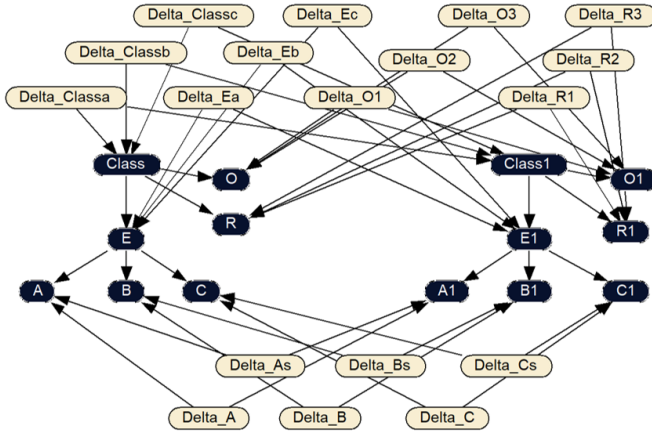 Delta_Classc Delta_Ec Delta_O3 Delta_R3
Delta_Classb Delta_Eb Delta_O2 Delta_R2
Delta_Classa Delta_Ea Delta_O1 Delta_R1
Class O Class1 O1
R R1
E E1
A B C A1 B1 C1
Delta_As Delta_Bs Delta_Cs
Delta_A Delta_B Delta_C